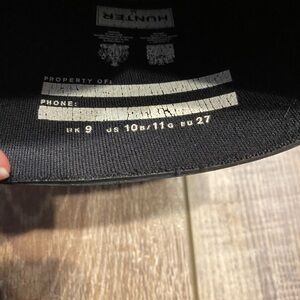 HUNTER
PROPERTY OF:
PHONE:
UK 9 US 10B/11G EU 27